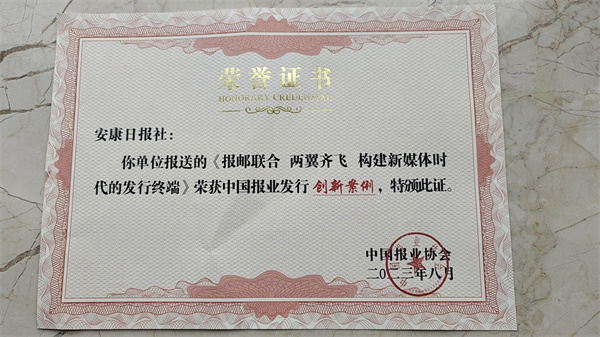 荣誉证书
HONORARY CREDENTIAL
安康日报社：
你单位报送的《报邮联合 两翼齐飞 构建新媒体时
代的发行终端》荣获中国报业发行 创新案例，特颁此证。
中国报业协会
二〇二三年八月